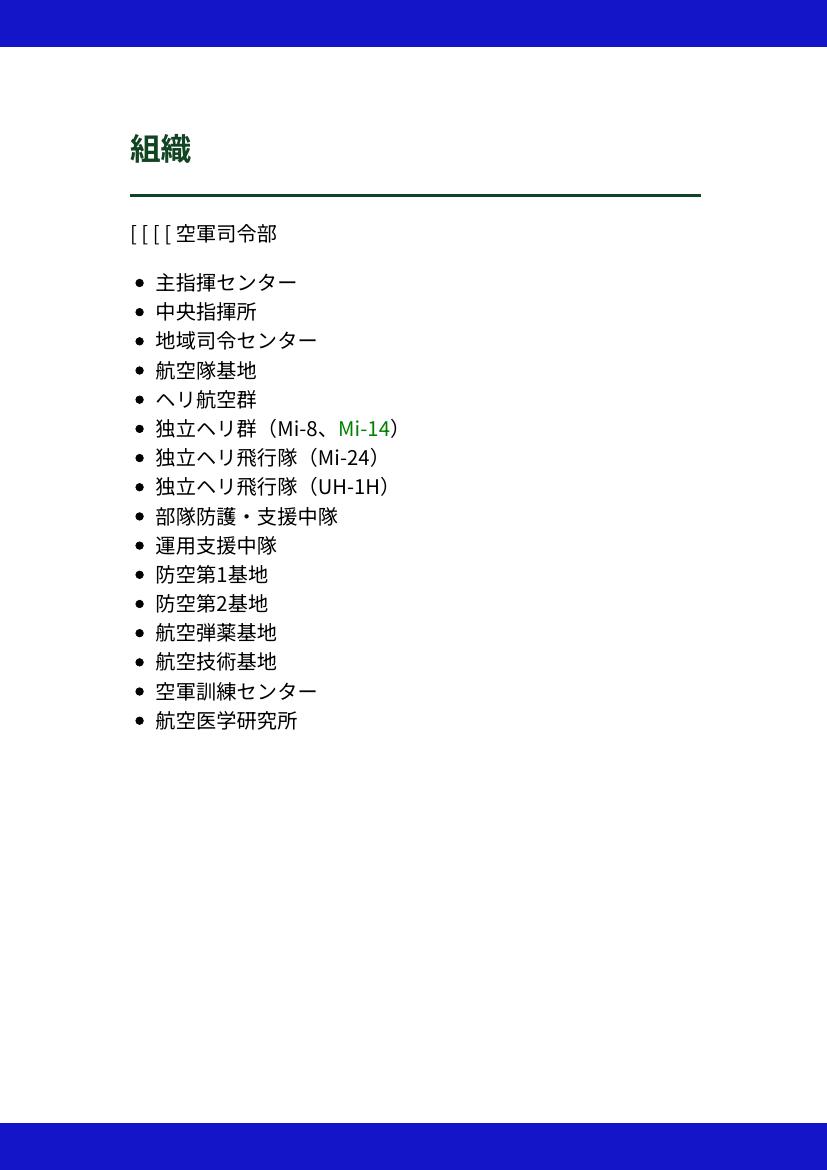 組織
[ [ [ [ 空軍司令部
主指揮センター
中央指揮所
地域司令センター
航空隊基地
ヘリ航空群
独立ヘリ群（Mi-8、Mi-14）
独立ヘリ飛行隊（Mi-24）
独立ヘリ飛行隊（UH-1H）
部隊防護・支援中隊
運用支援中隊
防空第1基地
防空第2基地
航空弾薬基地
航空技術基地
空軍訓練センター
航空医学研究所